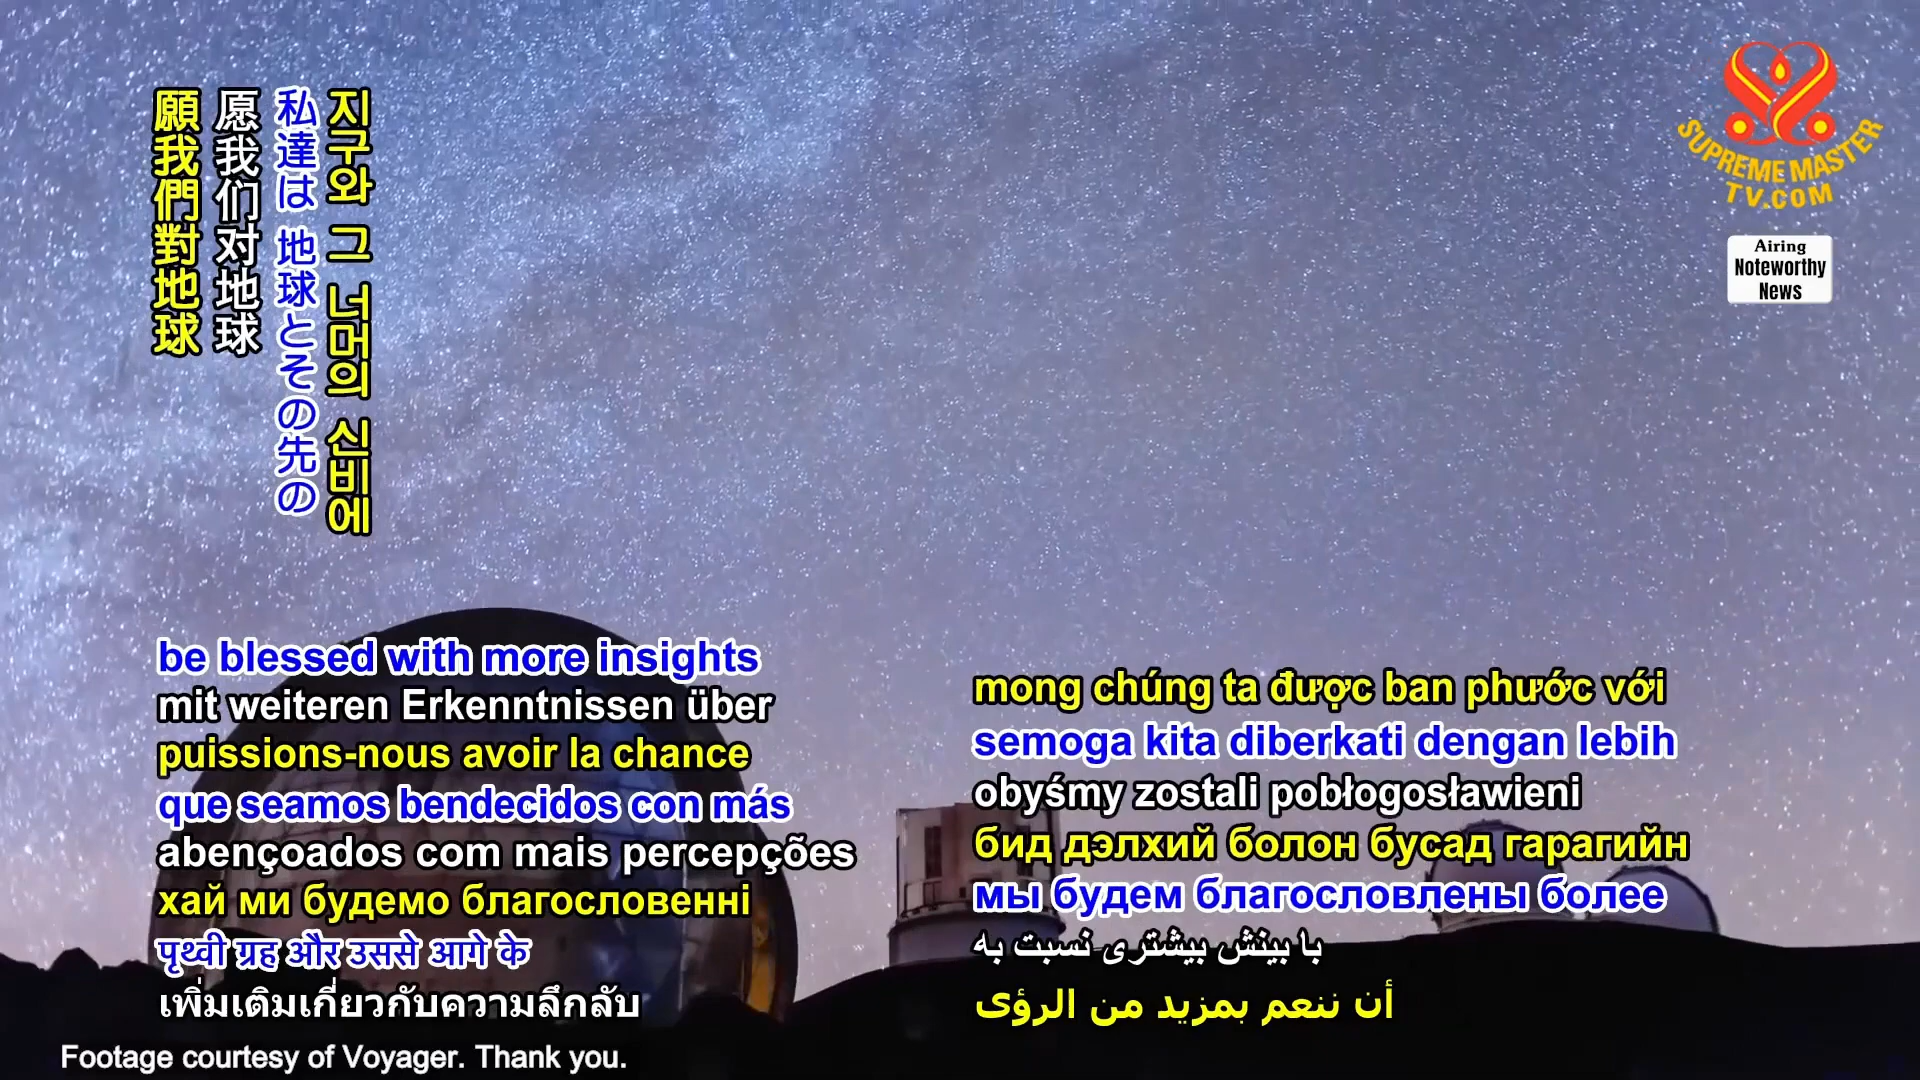 願我們對地球
愿我们对地球
私達は 地球とその先の
지구와 그 너머의 신비에
SUPREME MASTER
TV.COM
Airing
Noteworthy
News
be blessed with more insights
mit weiteren Erkenntnissen über
puissions-nous avoir la chance
que seamos bendecidos con más
abençoados com mais percepções
хай ми будемо благословенні
पृथ्वी ग्रह और उससे आगे के
เพิ่มเติมเกี่ยวกับความลึกลับ
mong chúng ta được ban phước với
semoga kita diberkati dengan lebih
obyśmy zostali pobłogosławieni
бид дэлхий болон бусад гарагийн
мы будем благословлены более
با بینش بیشتری نسبت به
أن ننعم بمزيد من الرؤى
Footage courtesy of Voyager. Thank you.